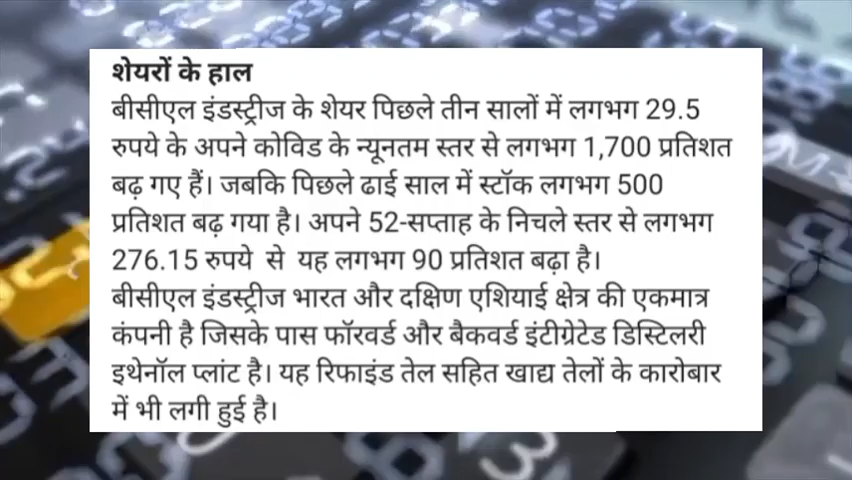 शेयरों के हाल
बीसीएल इंडस्ट्रीज के शेयर पिछले तीन सालों में लगभग 29.5
रुपये के अपने कोविड के न्यूनतम स्तर से लगभग 1,700 प्रतिशत
बढ़ गए हैं। जबकि पिछले ढाई साल में स्टॉक लगभग 500
प्रतिशत बढ़ गया है। अपने 52-सप्ताह के निचले स्तर से लगभग
276.15 रुपये से यह लगभग 90 प्रतिशत बढ़ा है।
बीसीएल इंडस्ट्रीज भारत और दक्षिण एशियाई क्षेत्र की एकमात्र
कंपनी है जिसके पास फॉरवर्ड और बैकवर्ड इंटीग्रेटेड डिस्टिलरी
इथेनॉल प्लांट है। यह रिफाइंड तेल सहित खाद्य तेलों के कारोबार
में भी लगी हुई है।